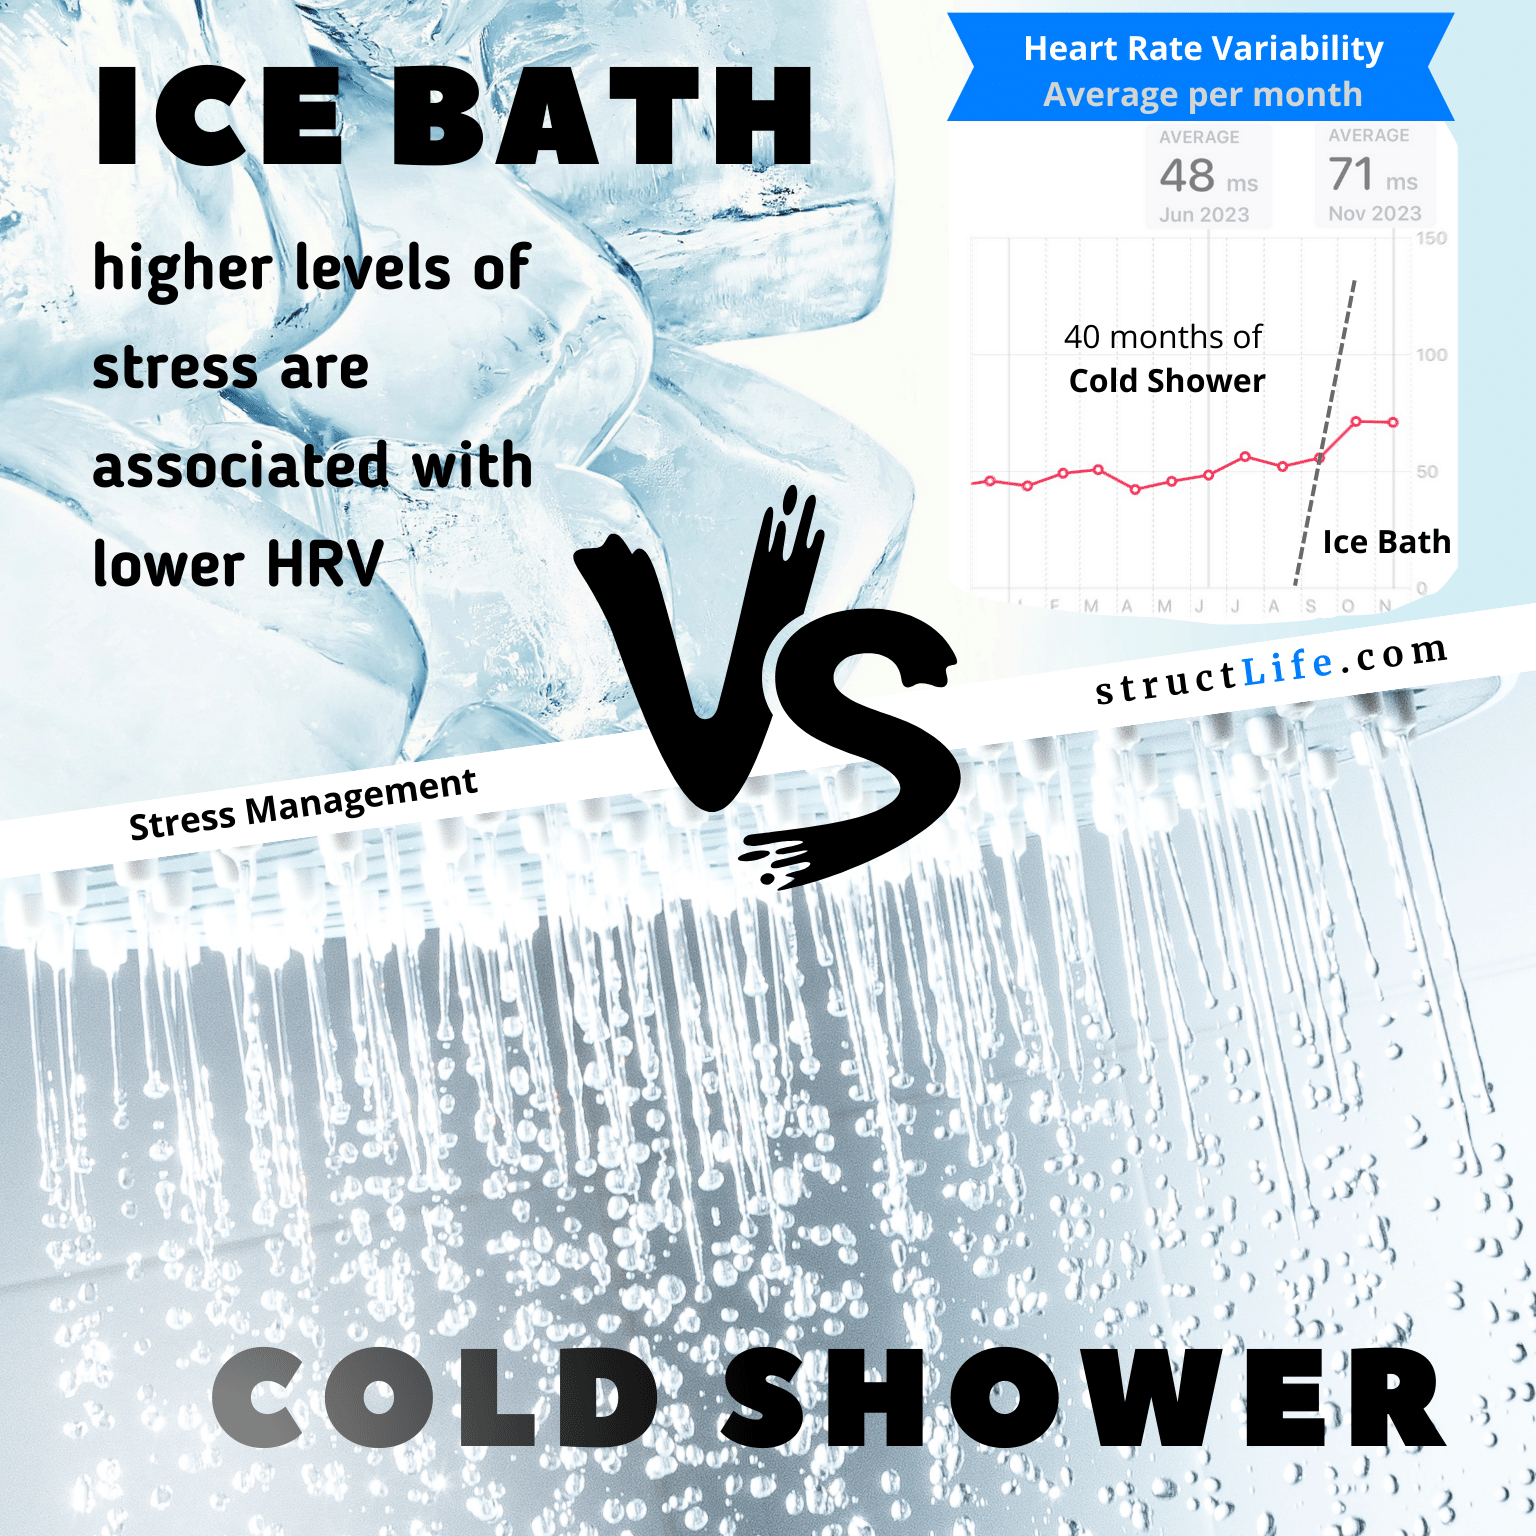 ICE BATH
higher levels of
stress are
associated with
lower HRV
Heart Rate Variability
Average per month
AVERAGE
48 ms
Jun 2023
AVERAGE
71 ms
Nov 2023
150
40 months of
Cold Shower
100
50
Ice Bath
0
F M A M J J A S O N
VS
structLife.com
Stress Management
COLD SHOWER